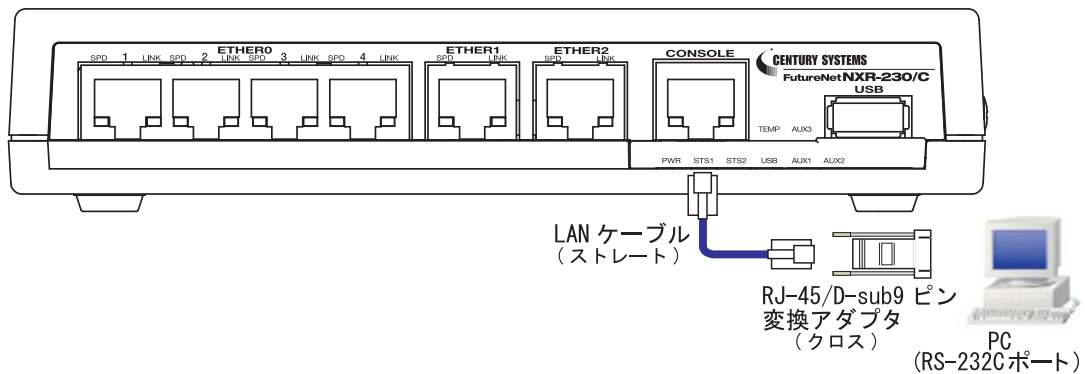 ETHER0 ETHER1 ETHER2 CONSOLE
SPD 1 LINK SPD 2 LINK SPD 3 LINK SPD 4 LINK SPD LINK SPD LINK
CENTURY SYSTEMS
FutureNet NXR-230/C
USB
TEMP AUX3
PWR STS1 STS2 USB AUX1 AUX2
LAN ケーブル
(ストレート)
RJ-45/D-sub9 ピン
変換アダプタ
(クロス)
PC
(RS-232Cポート)